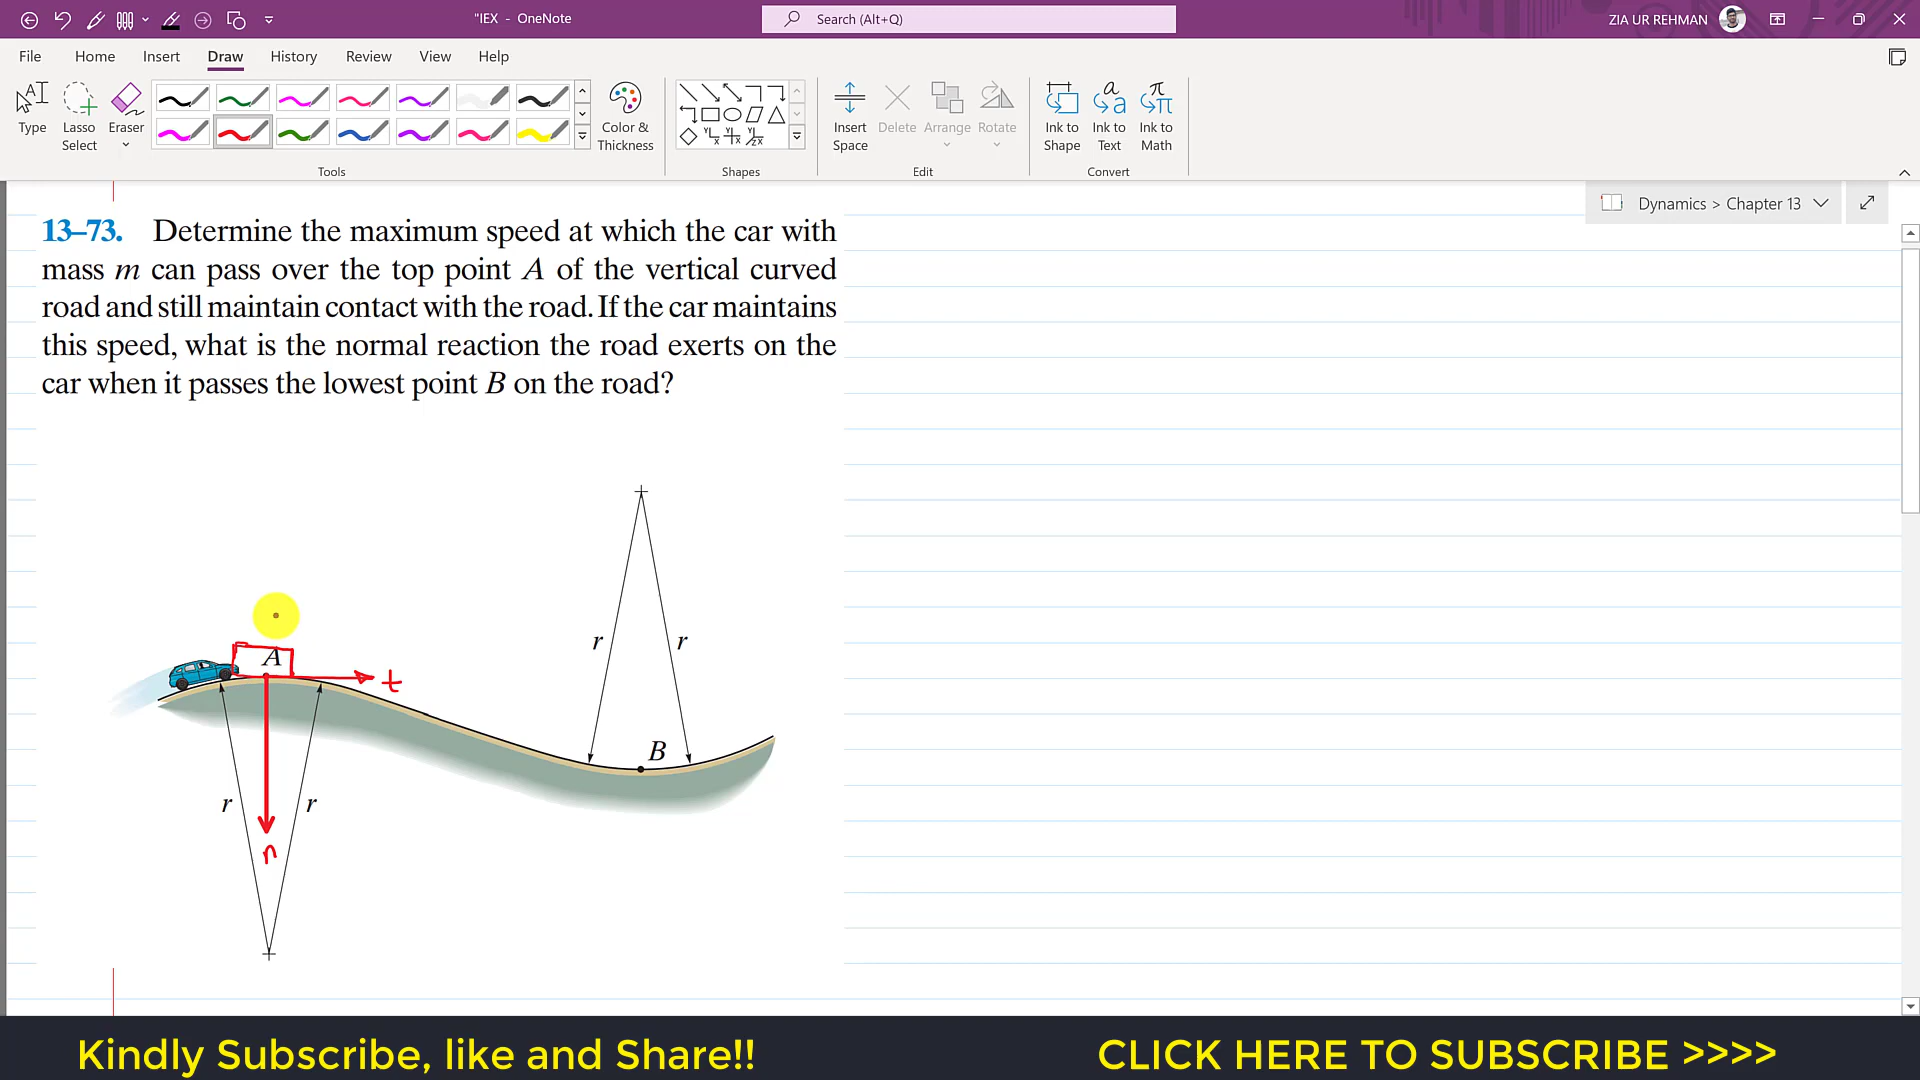 "IEX - OneNote
Search (Alt+Q)
ZIA UR REHMAN
File Home Insert Draw History Review View Help
Type
Lasso Select
Eraser
Color & Thickness
Insert Space
Delete
Arrange
Rotate
Ink to Shape
Ink to Text
Ink to Math
Tools
Shapes
Edit
Convert
Dynamics > Chapter 13
13–73. Determine the maximum speed at which the car with
mass m can pass over the top point A of the vertical curved
road and still maintain contact with the road. If the car maintains
this speed, what is the normal reaction the road exerts on the
car when it passes the lowest point B on the road?
r r
A
t
B
r r
n
Kindly Subscribe, like and Share!!
CLICK HERE TO SUBSCRIBE >>>>